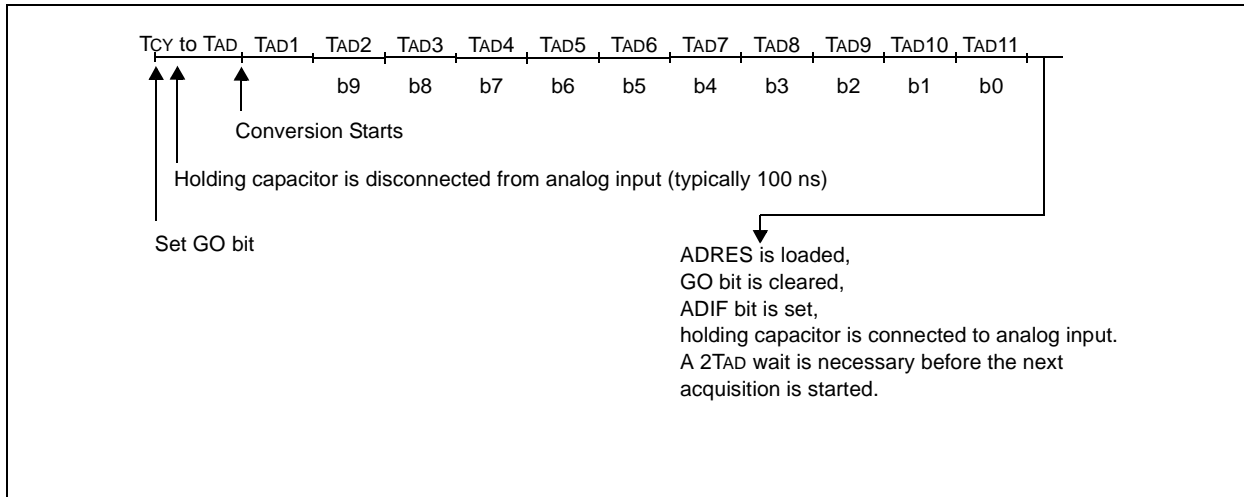 TCY to TAD TAD1 TAD2 TAD3 TAD4 TAD5 TAD6 TAD7 TAD8 TAD9 TAD10 TAD11
b9 b8 b7 b6 b5 b4 b3 b2 b1 b0
Conversion Starts
Holding capacitor is disconnected from analog input (typically 100 ns)
Set GO bit
ADRES is loaded,
GO bit is cleared,
ADIF bit is set,
holding capacitor is connected to analog input.
A 2TAD wait is necessary before the next
acquisition is started.